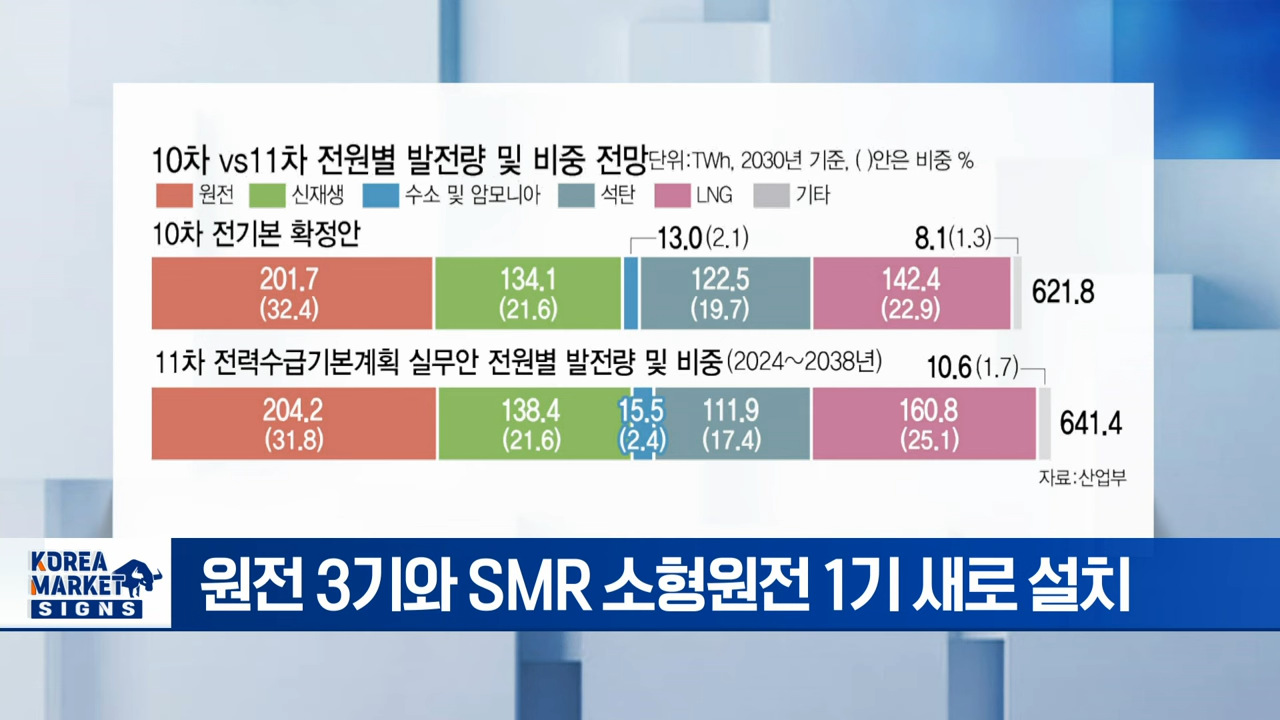 10차 vs11차 전원별 발전량 및 비중 전망 단위:TWh, 2030년 기준, ( )안은 비중 %
원전 신재생 수소 및 암모니아 석탄 LNG 기타
10차 전기본 확정안
13.0(2.1) 8.1(1.3)
201.7 134.1 122.5 142.4
(32.4) (21.6) (19.7) (22.9)
621.8
11차 전력수급기본계획 실무안 전원별 발전량 및 비중(2024~2038년)
10.6(1.7)
204.2 138.4 15.5 111.9 160.8
(31.8) (21.6) (2.4) (17.4) (25.1)
641.4
자료:산업부
KOREA
MARKET
SIGNS
원전 3기와 SMR 소형원전 1기 새로 설치